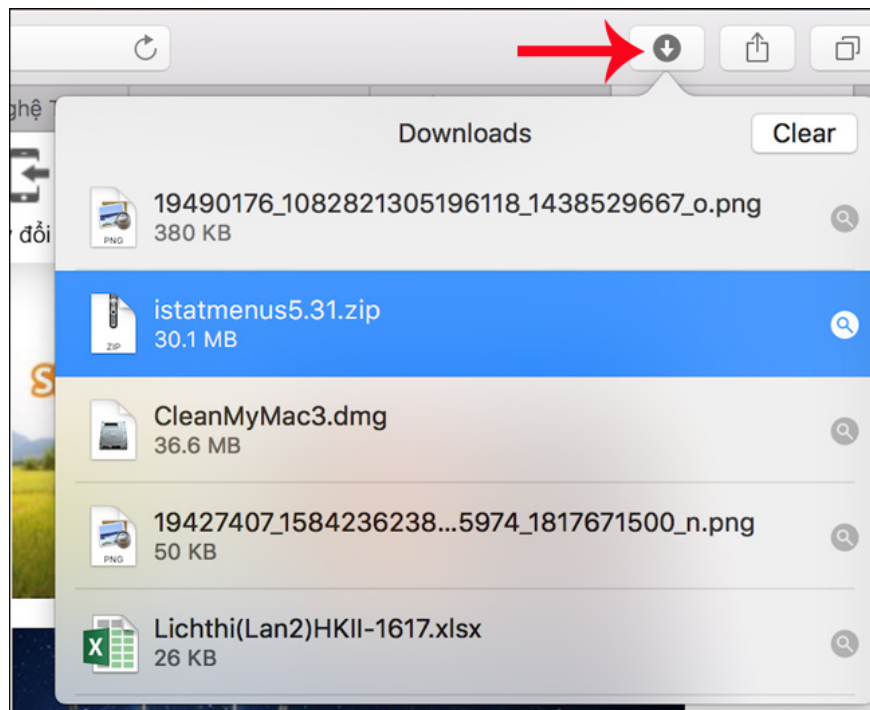 Downloads
Clear
19490176_1082821305196118_1438529667_o.png
380 KB
PNG
đổi
istatmenus5.31.zip
30.1 MB
ZIP
S
CleanMyMac3.dmg
36.6 MB
19427407_1584236238...5974_1817671500_n.png
50 KB
PNG
Lichthi(Lan2)HKII-1617.xlsx
26 KB
X